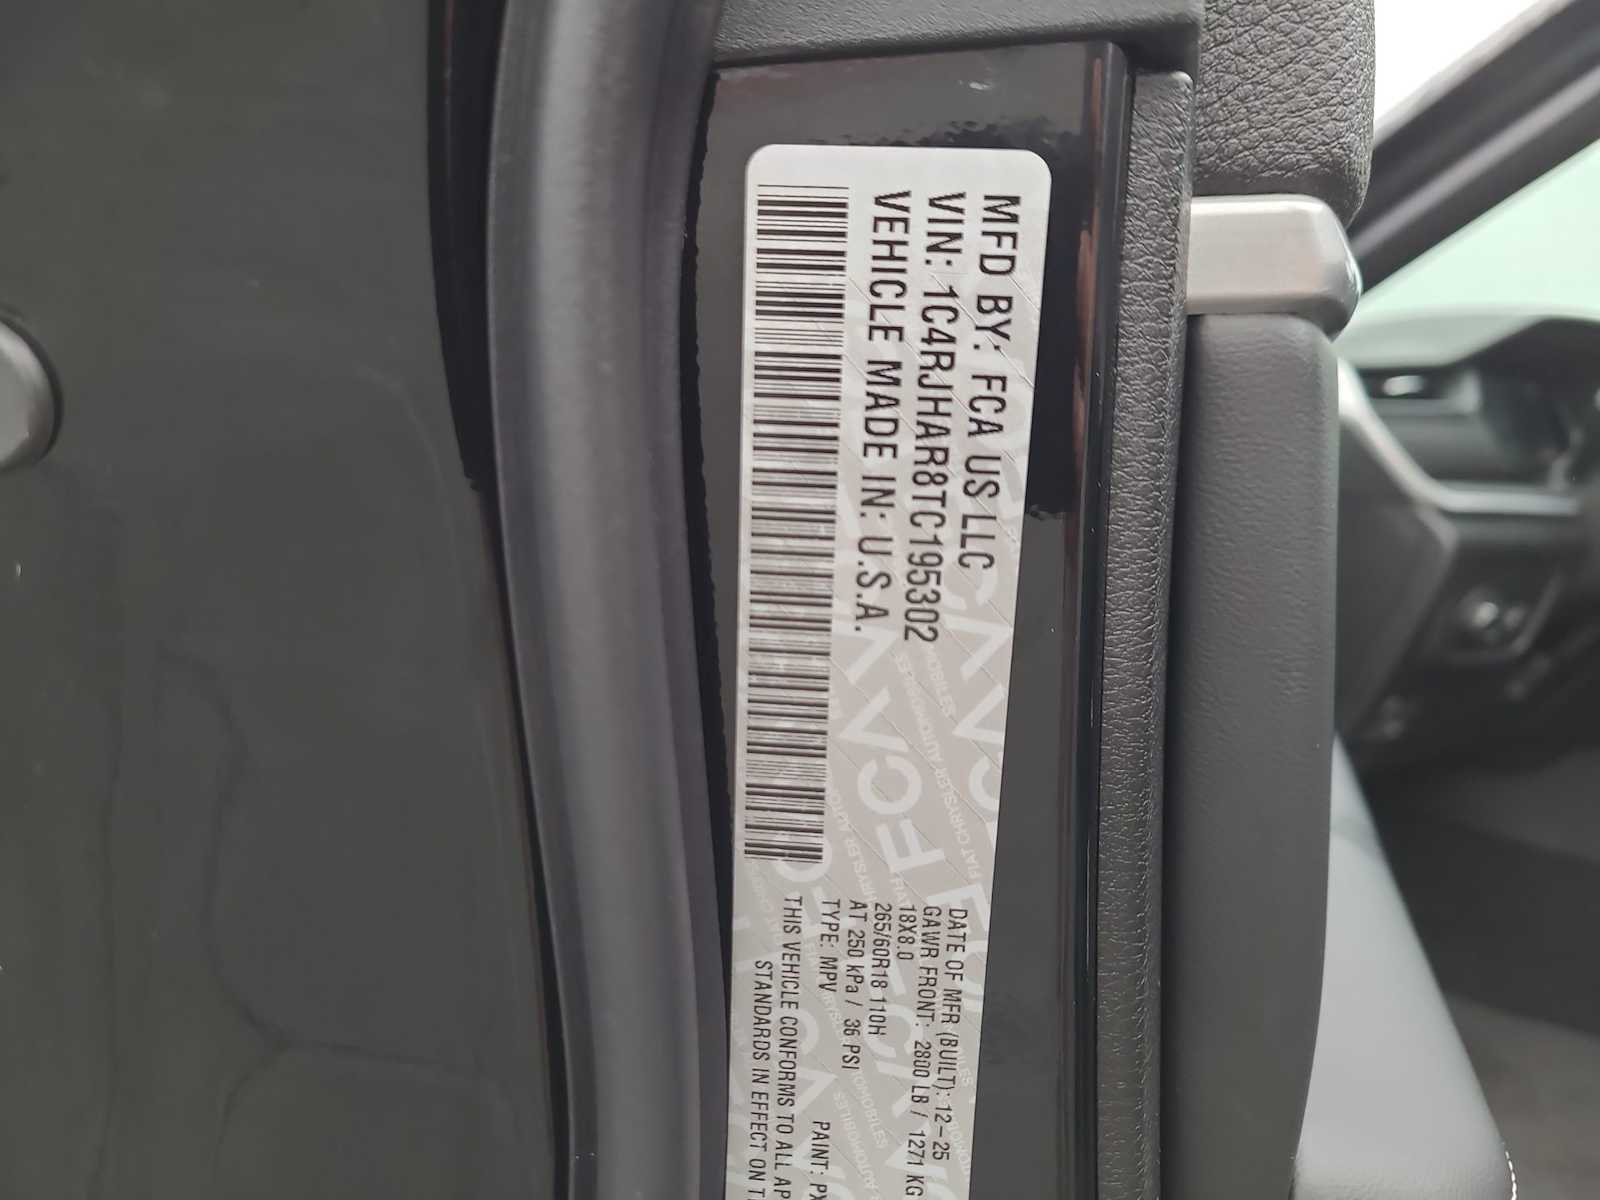 MFD BY: FCA US LLC
VIN: 1C4RJHAR8TC195302
VEHICLE MADE IN: U.S.A.
DATE OF MFR (BUILT): 12-25
GAWR FRONT: 2800 LB / 1271 KG
18X8.0
265/60R18 110H
AT 250 kPa / 36 PSI
TYPE: MPV PAINT: PX
THIS VEHICLE CONFORMS TO ALL AP
STANDARDS IN EFFECT ON T